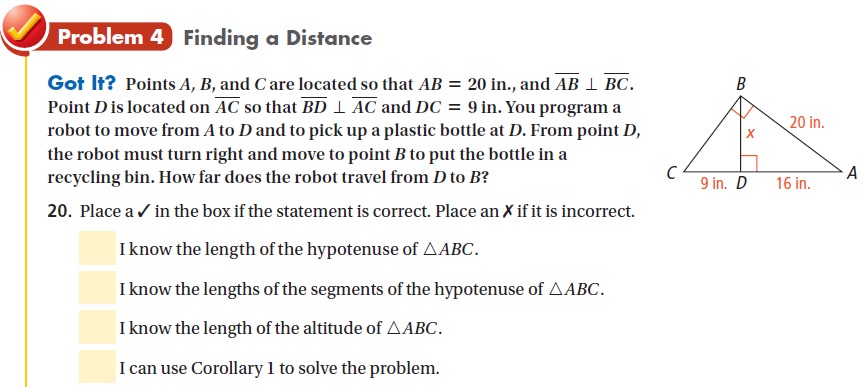 Problem 4 Finding a Distance
Got It? Points A, B, and C are located so that AB = 20 in., and AB ⊥ BC.
Point D is located on AC so that BD ⊥ AC and DC = 9 in. You program a
robot to move from A to D and to pick up a plastic bottle at D. From point D,
the robot must turn right and move to point B to put the bottle in a
recycling bin. How far does the robot travel from D to B?
B
20 in.
x
C
9 in. D 16 in.
A
20. Place a ✓ in the box if the statement is correct. Place an ✗ if it is incorrect.
I know the length of the hypotenuse of △ABC.
I know the lengths of the segments of the hypotenuse of △ABC.
I know the length of the altitude of △ABC.
I can use Corollary 1 to solve the problem.